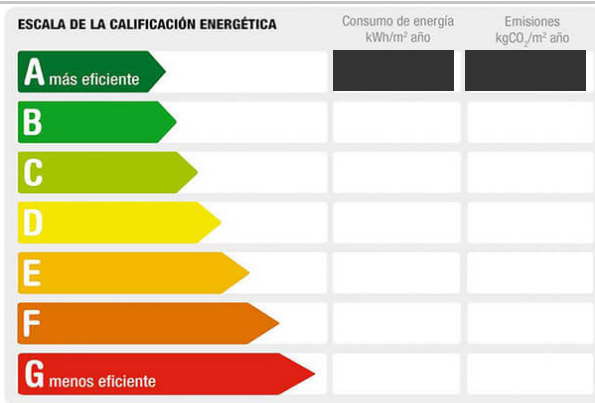 ESCALA DE LA CALIFICACIÓN ENERGÉTICA
Consumo de energía
kWh/m² año
Emisiones
kgCO₂/m² año
A más eficiente
B
C
D
E
F
G menos eficiente